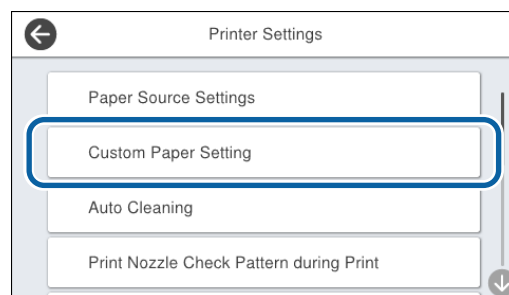 Printer Settings
Paper Source Settings
Custom Paper Setting
Auto Cleaning
Print Nozzle Check Pattern during Print